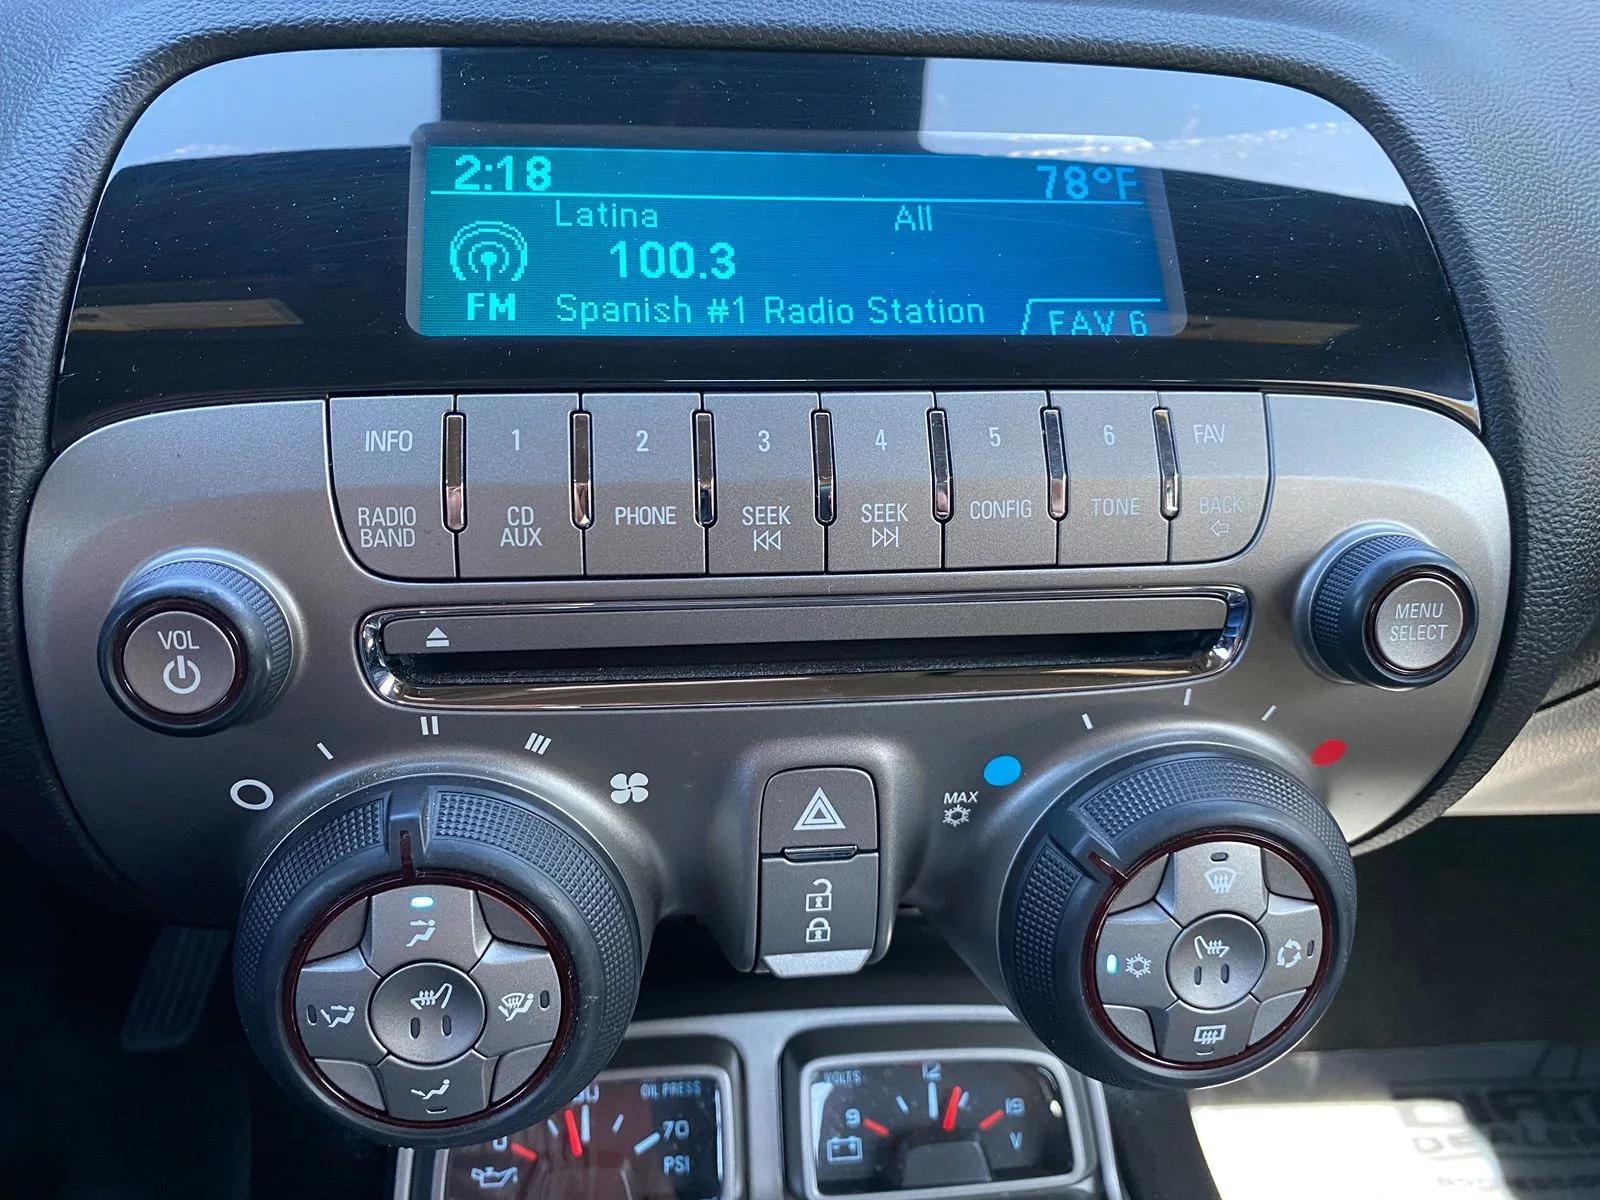 2:18
78°F
Latina
All
100.3
FM
Spanish #1 Radio Station
FAV 6
INFO
1
2
3
4
5
6
FAV
RADIO
BAND
CD
AUX
PHONE
SEEK
SEEK
CONFIG
TONE
BACK
VOL
MENU
SELECT
MAX
OIL PRESS
0
70
PSI
VOLTS
9
12
19
V